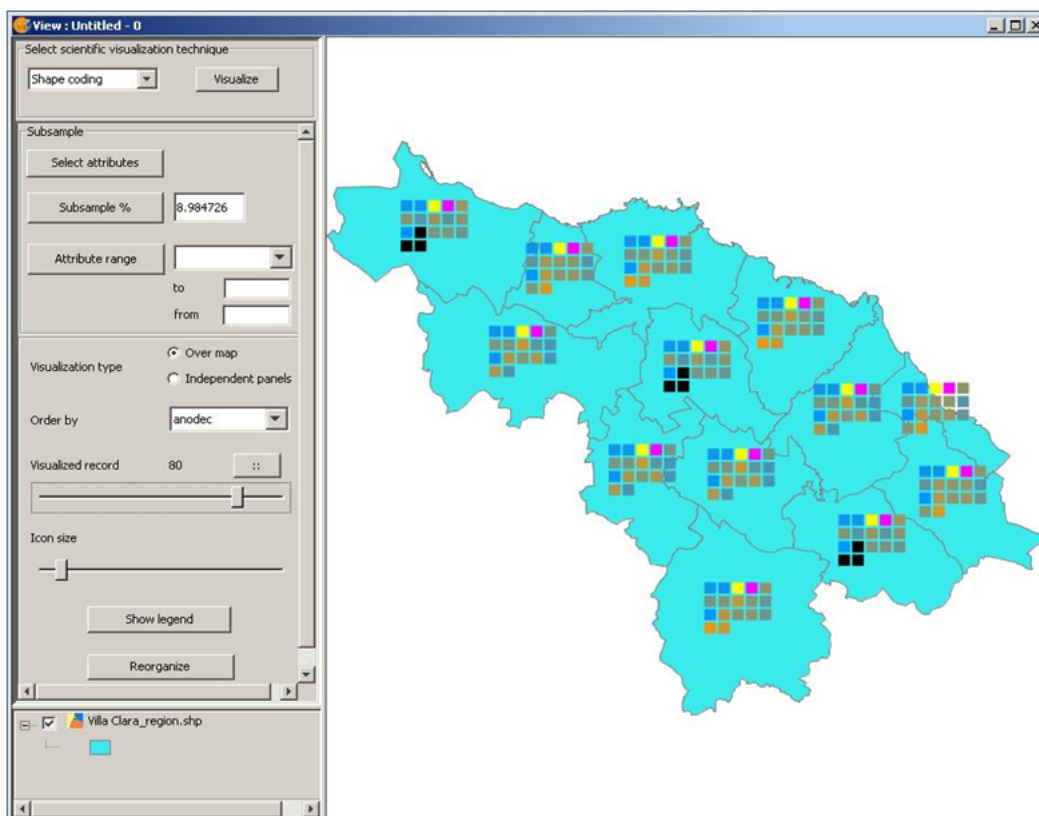 View : Untitled - 0
Select scientific visualization technique
Shape coding
Visualize
Subsample
Select attributes
Subsample %
8.984726
Attribute range
to
from
Visualization type
Over map
Independent panels
Order by
anodec
Visualized record
80
::
Icon size
Show legend
Reorganize
Villa Clara_region.shp